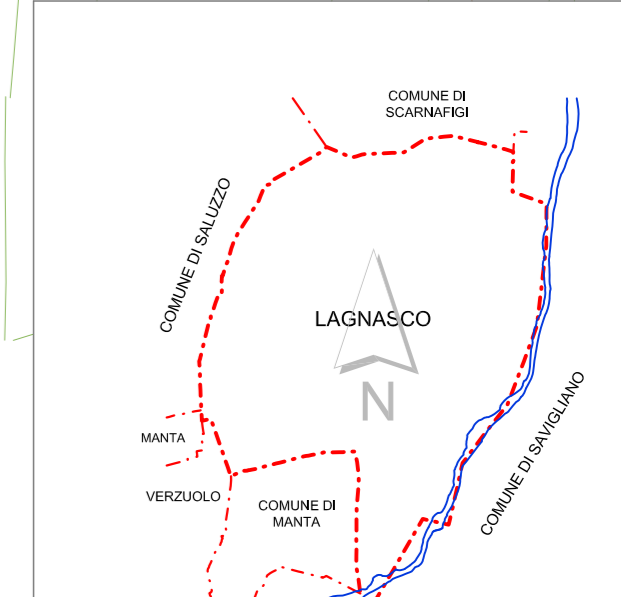 COMUNE DI
SCARNAFIGI
COMUNE DI SALUZZO
LAGNASCO
N
COMUNE DI SAVIGLIANO
MANTA
VERZUOLO
COMUNE DI
MANTA